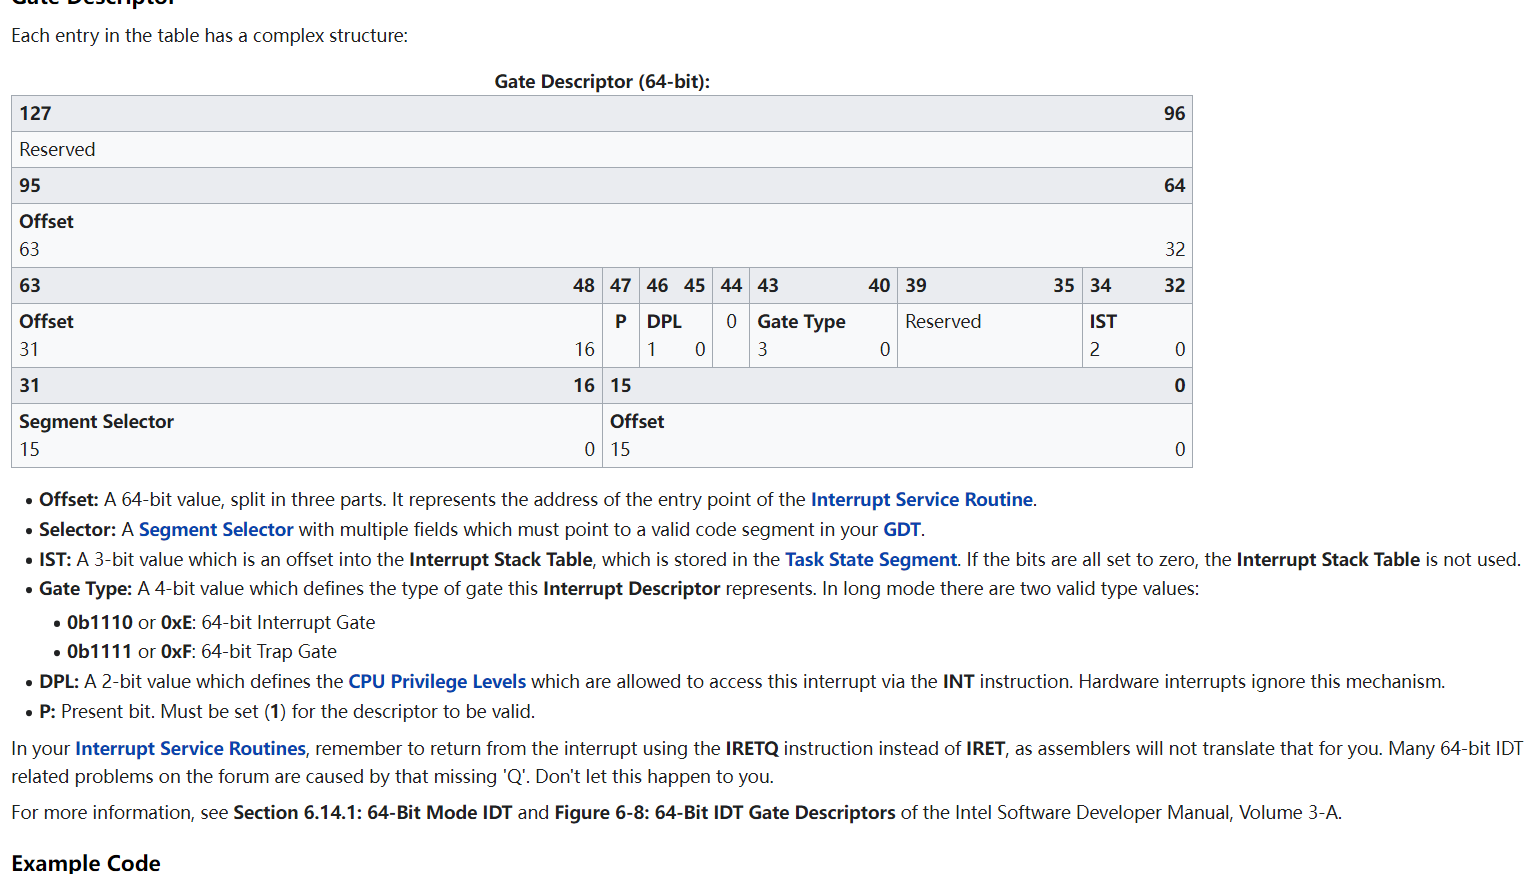 Gate Descriptor
Each entry in the table has a complex structure:
Gate Descriptor (64-bit):
127 96
Reserved
95 64
Offset
63 32
63 48 47 46 45 44 43 40 39 35 34 32
Offset P DPL 0 Gate Type Reserved IST
31 16 1 0 3 0 2 0
31 16 15 0
Segment Selector Offset
15 0 15 0
• Offset: A 64-bit value, split in three parts. It represents the address of the entry point of the Interrupt Service Routine.
• Selector: A Segment Selector with multiple fields which must point to a valid code segment in your GDT.
• IST: A 3-bit value which is an offset into the Interrupt Stack Table, which is stored in the Task State Segment. If the bits are all set to zero, the Interrupt Stack Table is not used.
• Gate Type: A 4-bit value which defines the type of gate this Interrupt Descriptor represents. In long mode there are two valid type values:
• 0b1110 or 0xE: 64-bit Interrupt Gate
• 0b1111 or 0xF: 64-bit Trap Gate
• DPL: A 2-bit value which defines the CPU Privilege Levels which are allowed to access this interrupt via the INT instruction. Hardware interrupts ignore this mechanism.
• P: Present bit. Must be set (1) for the descriptor to be valid.
In your Interrupt Service Routines, remember to return from the interrupt using the IRETQ instruction instead of IRET, as assemblers will not translate that for you. Many 64-bit IDT
related problems on the forum are caused by that missing 'Q'. Don't let this happen to you.
For more information, see Section 6.14.1: 64-Bit Mode IDT and Figure 6-8: 64-Bit IDT Gate Descriptors of the Intel Software Developer Manual, Volume 3-A.
Example Code